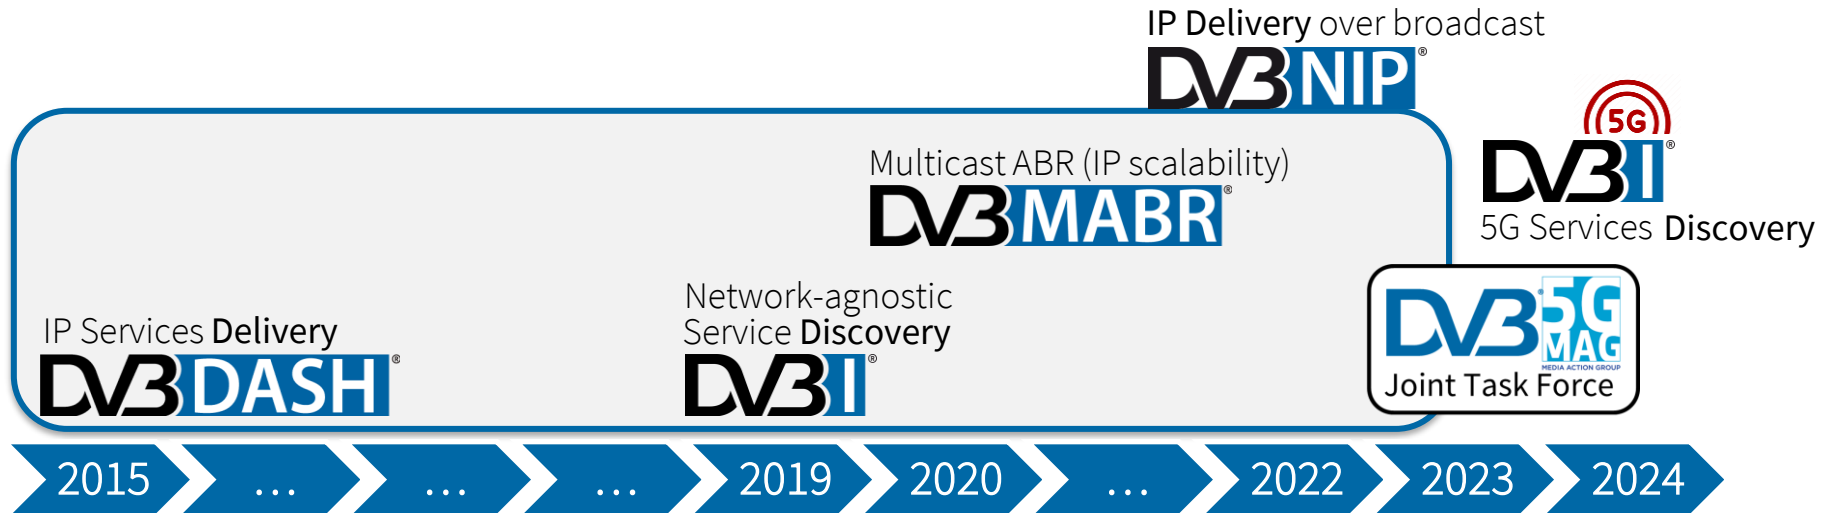 IP Delivery over broadcast
DVB NIP®
5G
DVB I®
5G Services Discovery
Multicast ABR (IP scalability)
DVB MABR®
Network-agnostic
Service Discovery
DVB I®
IP Services Delivery
DVB DASH®
DVB® 5G
MAG
MEDIA ACTION GROUP
Joint Task Force
2015 ... ... ... 2019 2020 ... 2022 2023 2024